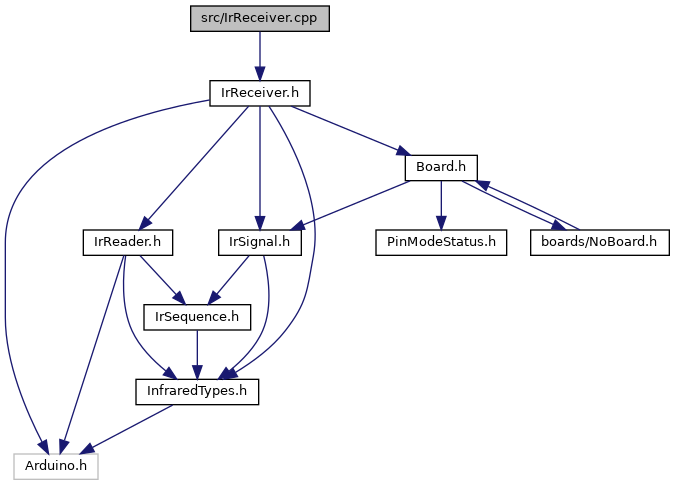 src/IrReceiver.cpp
IrReceiver.h
Board.h
IrReader.h
IrSignal.h
PinModeStatus.h
boards/NoBoard.h
IrSequence.h
InfraredTypes.h
Arduino.h